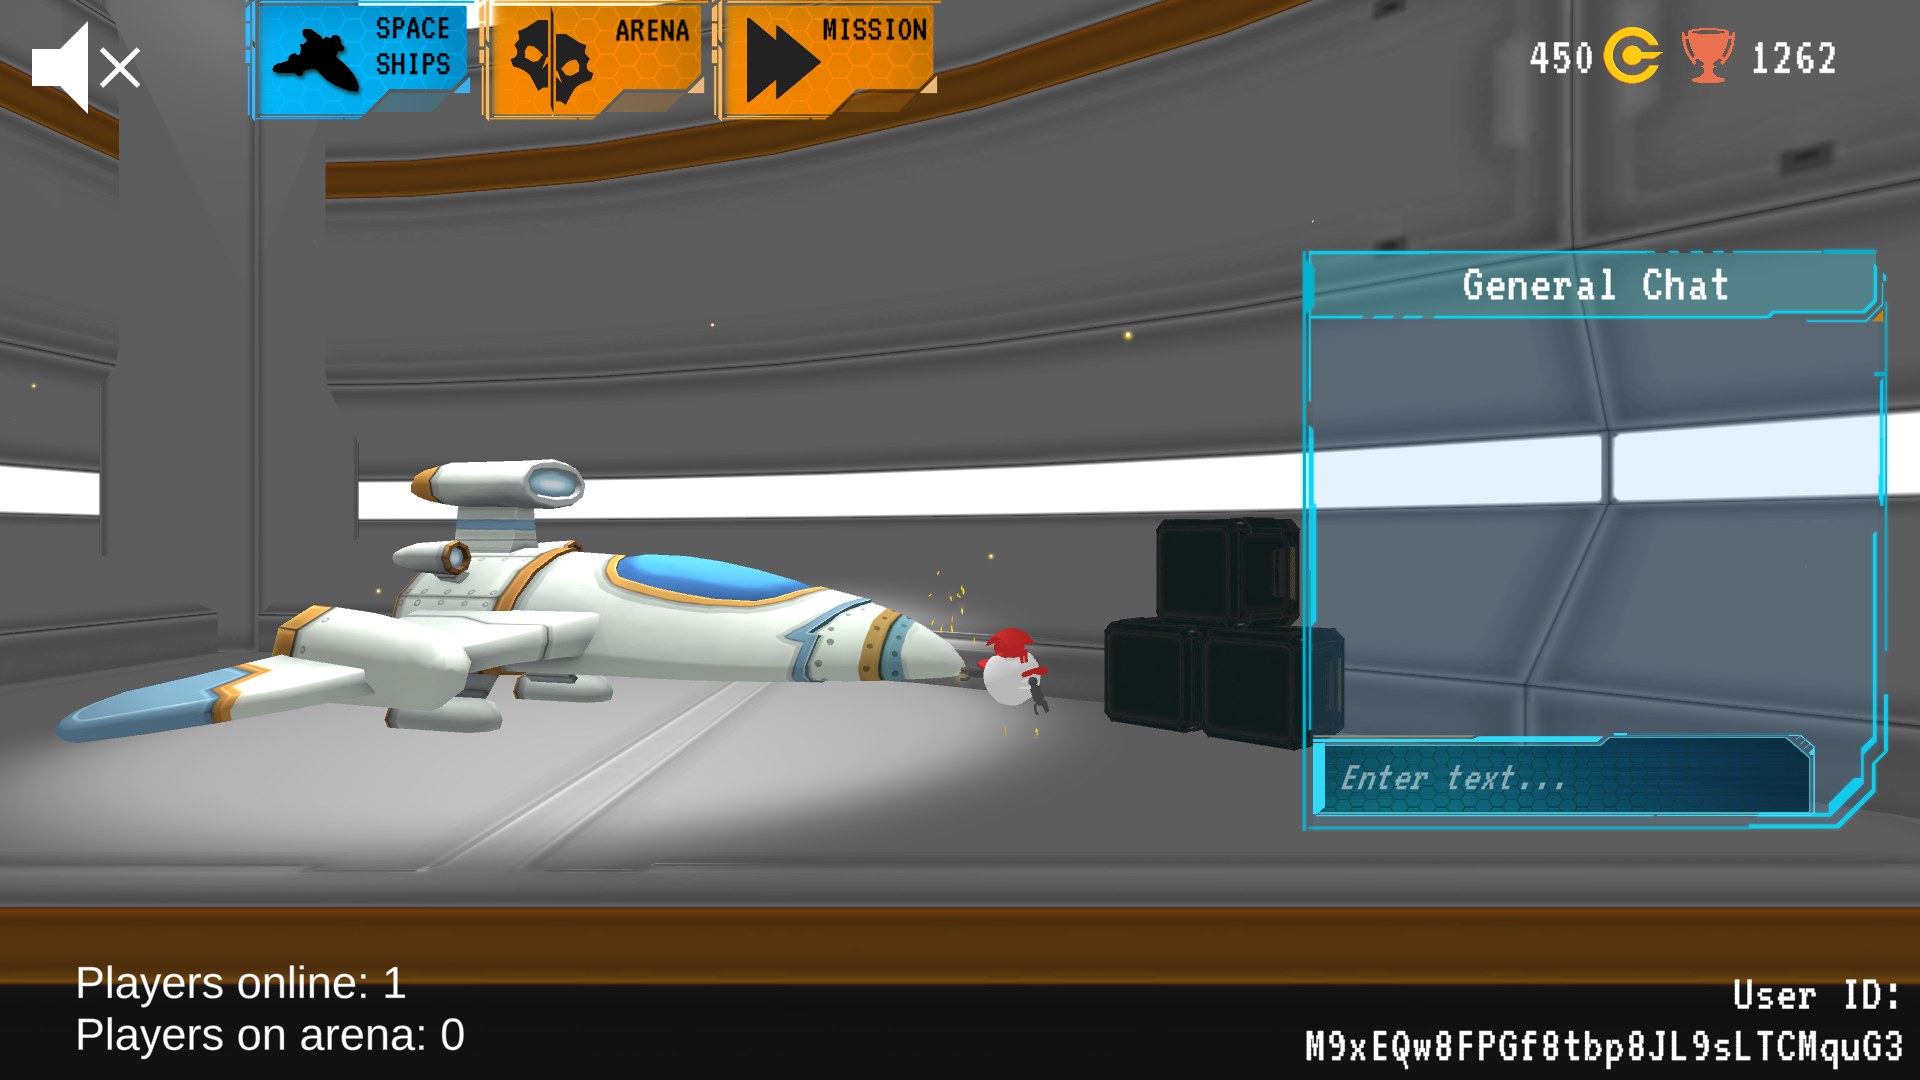 SPACE
SHIPS
ARENA
MISSION
450
1262
General Chat
Enter text...
Players online: 1
Players on arena: 0
User ID:
M9xEQw8FPGf8tbp8JL9sLTCMquG3